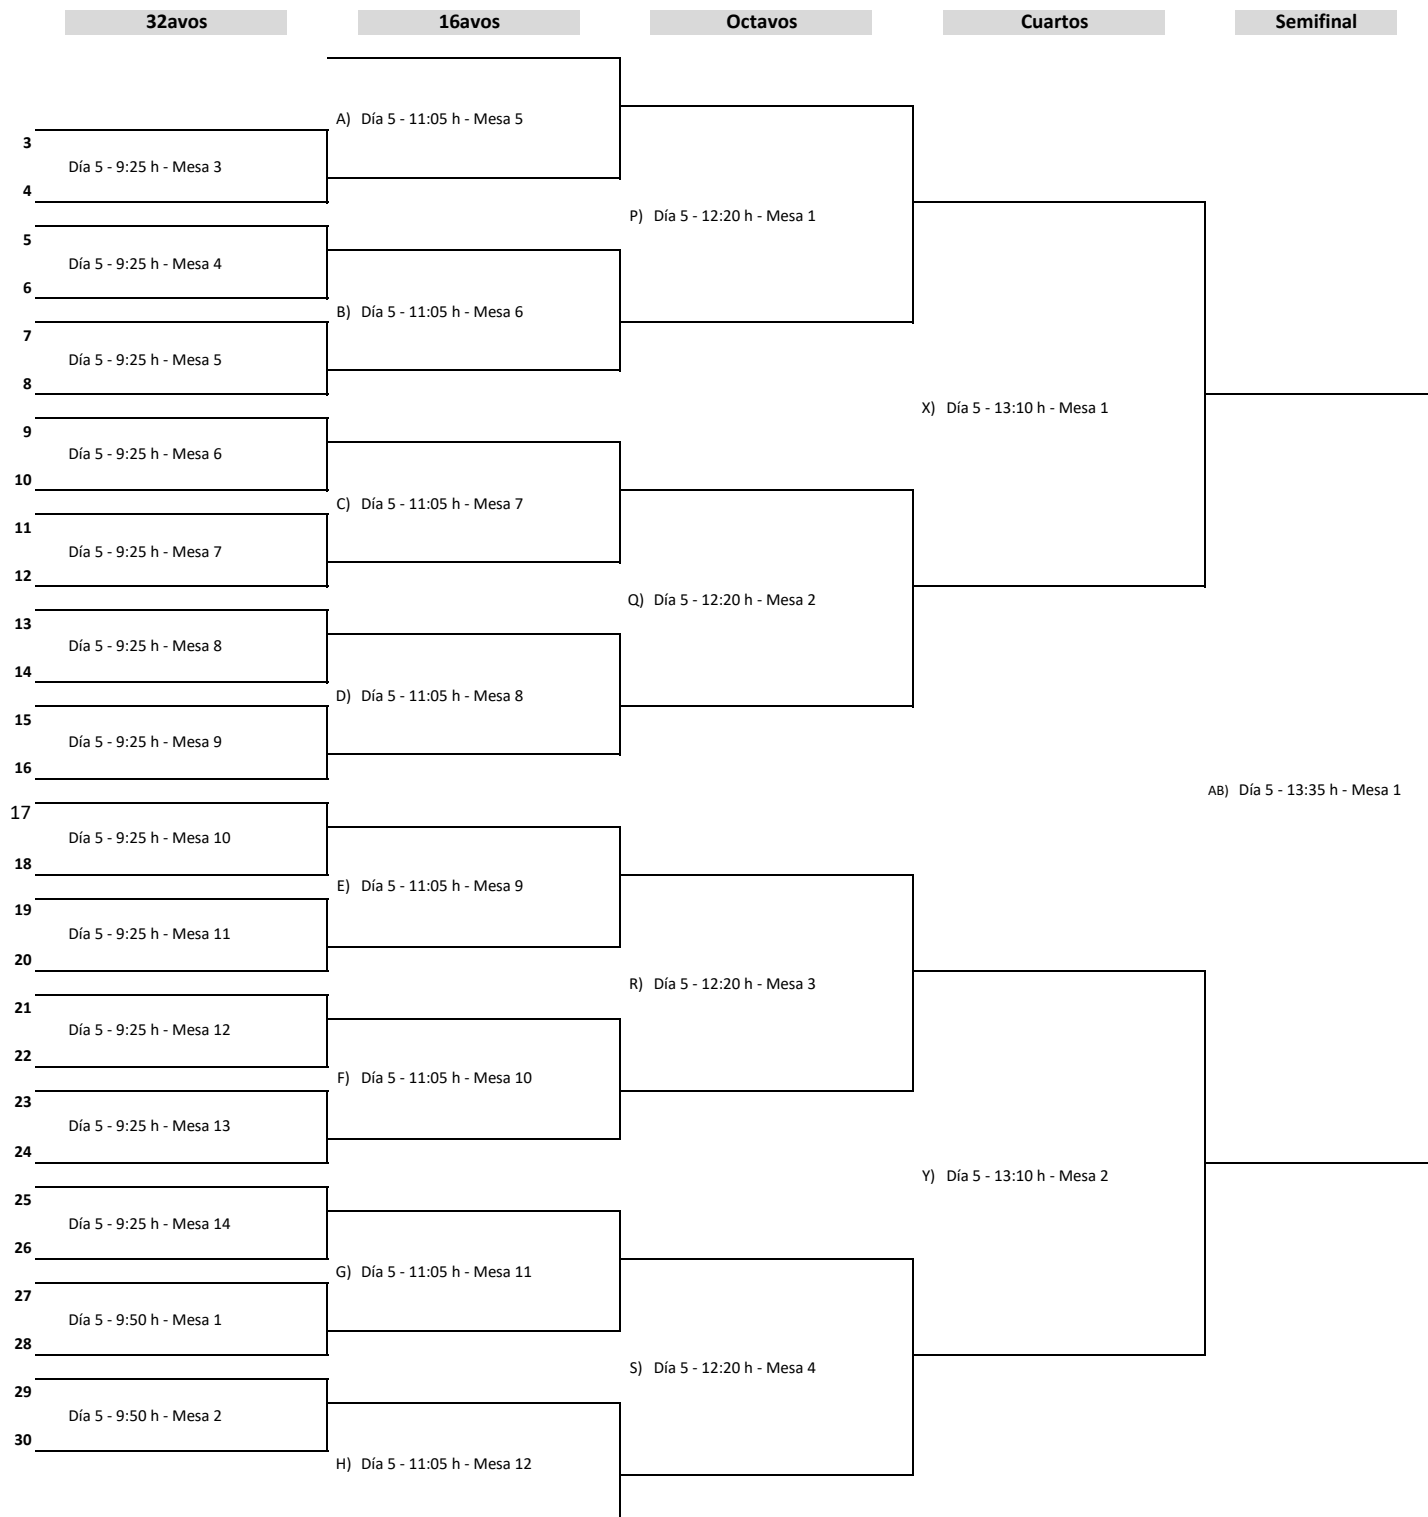 32avos 16avos Octavos Cuartos Semifinal
A) Día 5 - 11:05 h - Mesa 5
3
Día 5 - 9:25 h - Mesa 3
4
P) Día 5 - 12:20 h - Mesa 1
5
Día 5 - 9:25 h - Mesa 4
6
B) Día 5 - 11:05 h - Mesa 6
7
Día 5 - 9:25 h - Mesa 5
8
X) Día 5 - 13:10 h - Mesa 1
9
Día 5 - 9:25 h - Mesa 6
10
C) Día 5 - 11:05 h - Mesa 7
11
Día 5 - 9:25 h - Mesa 7
12
Q) Día 5 - 12:20 h - Mesa 2
13
Día 5 - 9:25 h - Mesa 8
14
D) Día 5 - 11:05 h - Mesa 8
15
Día 5 - 9:25 h - Mesa 9
16
AB) Día 5 - 13:35 h - Mesa 1
17
Día 5 - 9:25 h - Mesa 10
18
E) Día 5 - 11:05 h - Mesa 9
19
Día 5 - 9:25 h - Mesa 11
20
R) Día 5 - 12:20 h - Mesa 3
21
Día 5 - 9:25 h - Mesa 12
22
F) Día 5 - 11:05 h - Mesa 10
23
Día 5 - 9:25 h - Mesa 13
24
Y) Día 5 - 13:10 h - Mesa 2
25
Día 5 - 9:25 h - Mesa 14
26
G) Día 5 - 11:05 h - Mesa 11
27
Día 5 - 9:50 h - Mesa 1
28
S) Día 5 - 12:20 h - Mesa 4
29
Día 5 - 9:50 h - Mesa 2
30
H) Día 5 - 11:05 h - Mesa 12